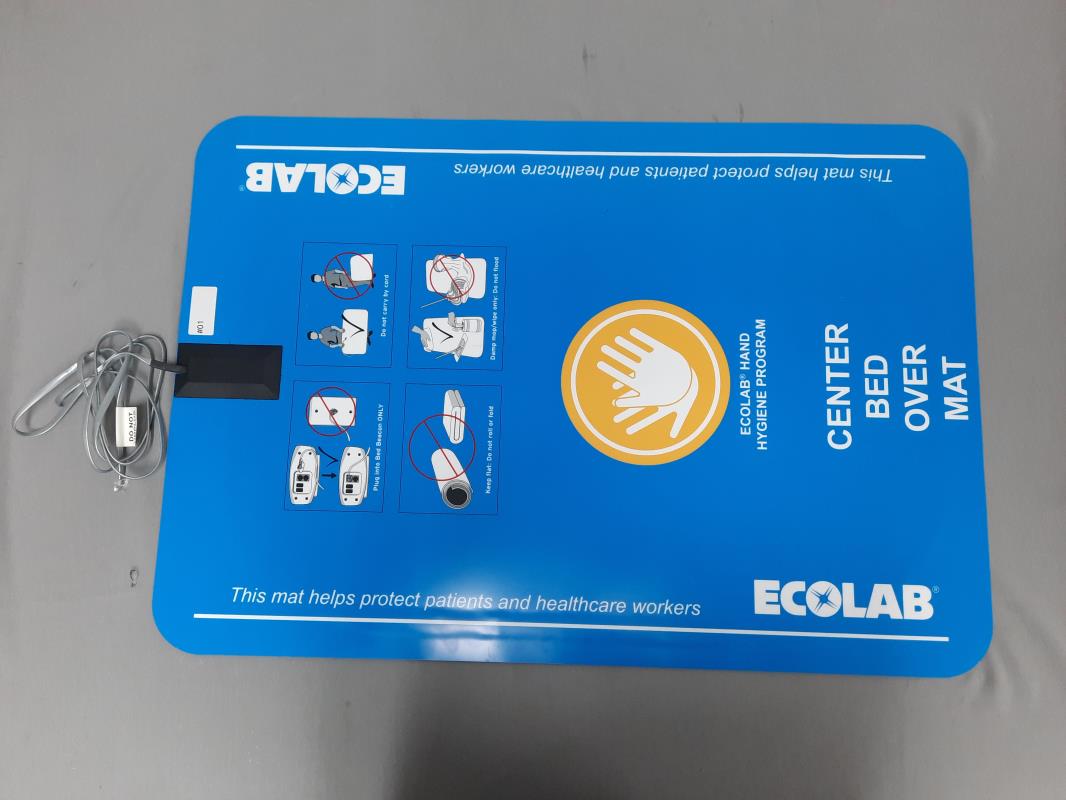 ECOLAB®
This mat helps protect patients and healthcare workers
#01
DO NOT
Do not carry by cord
Damp mop/wipe only: Do not flood
Plug into Bed Beacon ONLY
Keep flat: Do not roll or fold
ECOLAB® HAND
HYGIENE PROGRAM
CENTER
BED
OVER
MAT
This mat helps protect patients and healthcare workers
ECOLAB®